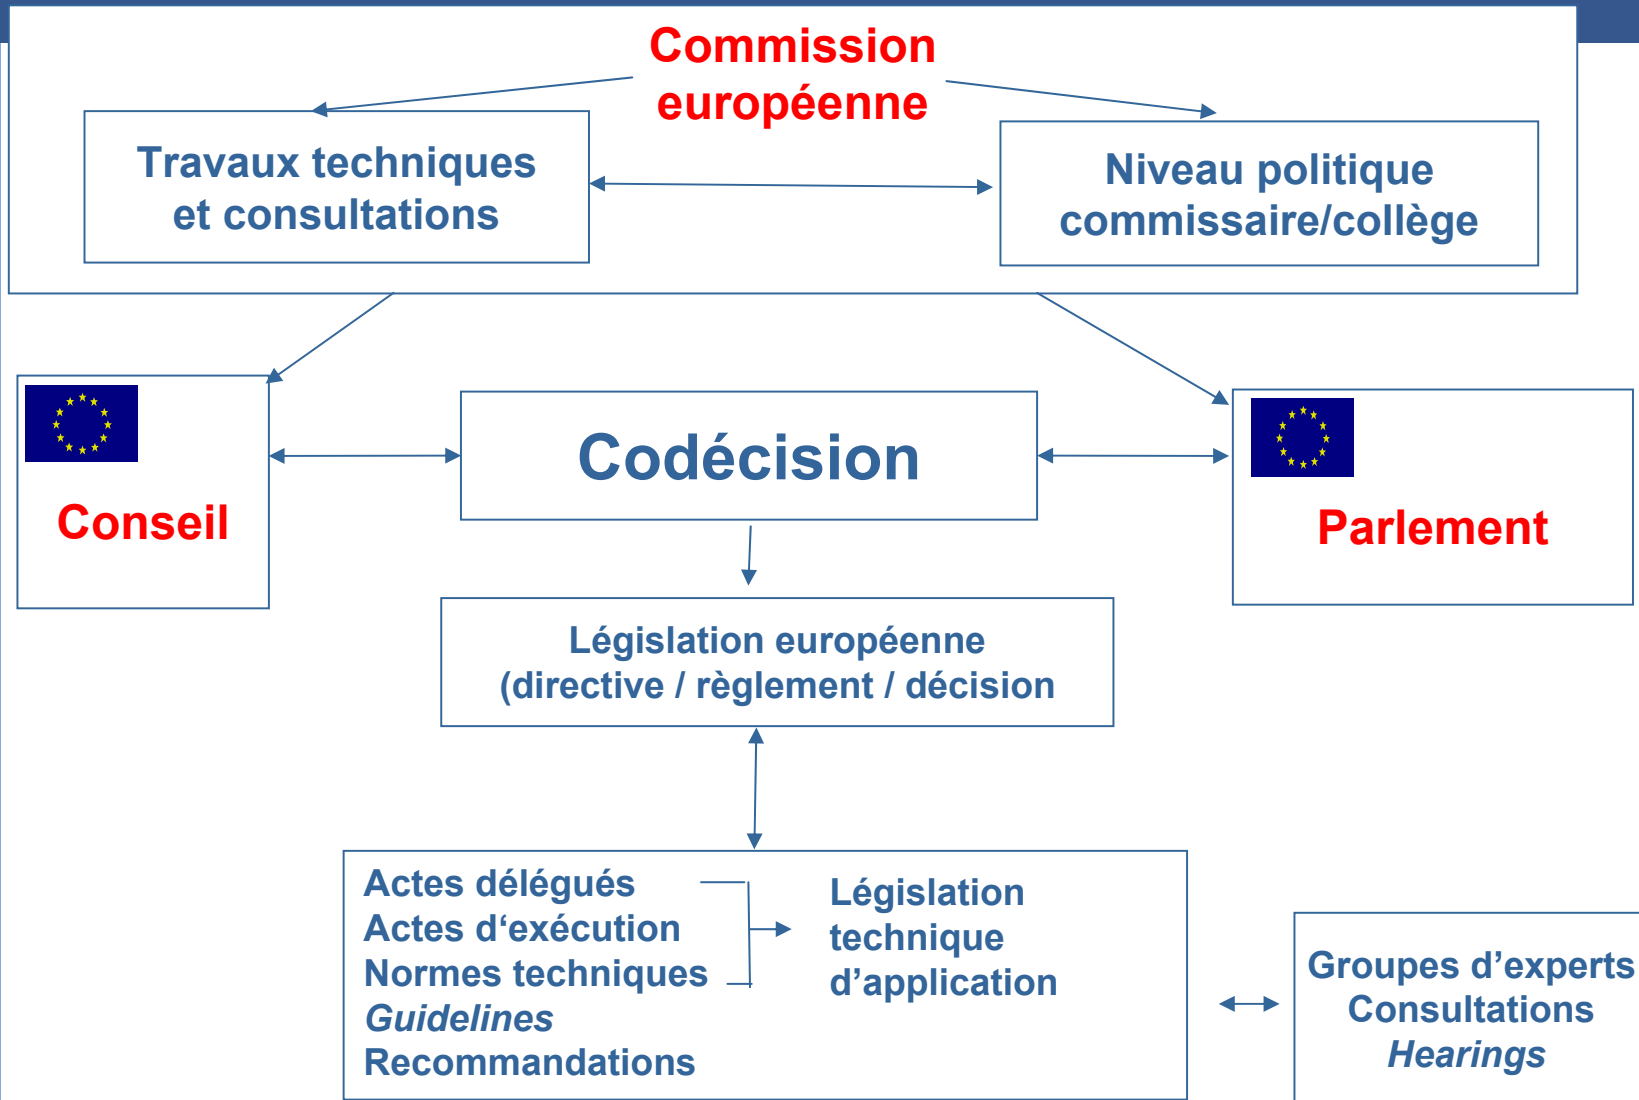 Commission
européenne
Travaux techniques
et consultations
Niveau politique
commissaire/collège
Conseil
Codécision
Parlement
Législation européenne
(directive / règlement / décision
Actes délégués
Actes d‘exécution
Normes techniques
Guidelines
Recommandations
Législation
technique
d’application
Groupes d’experts
Consultations
Hearings